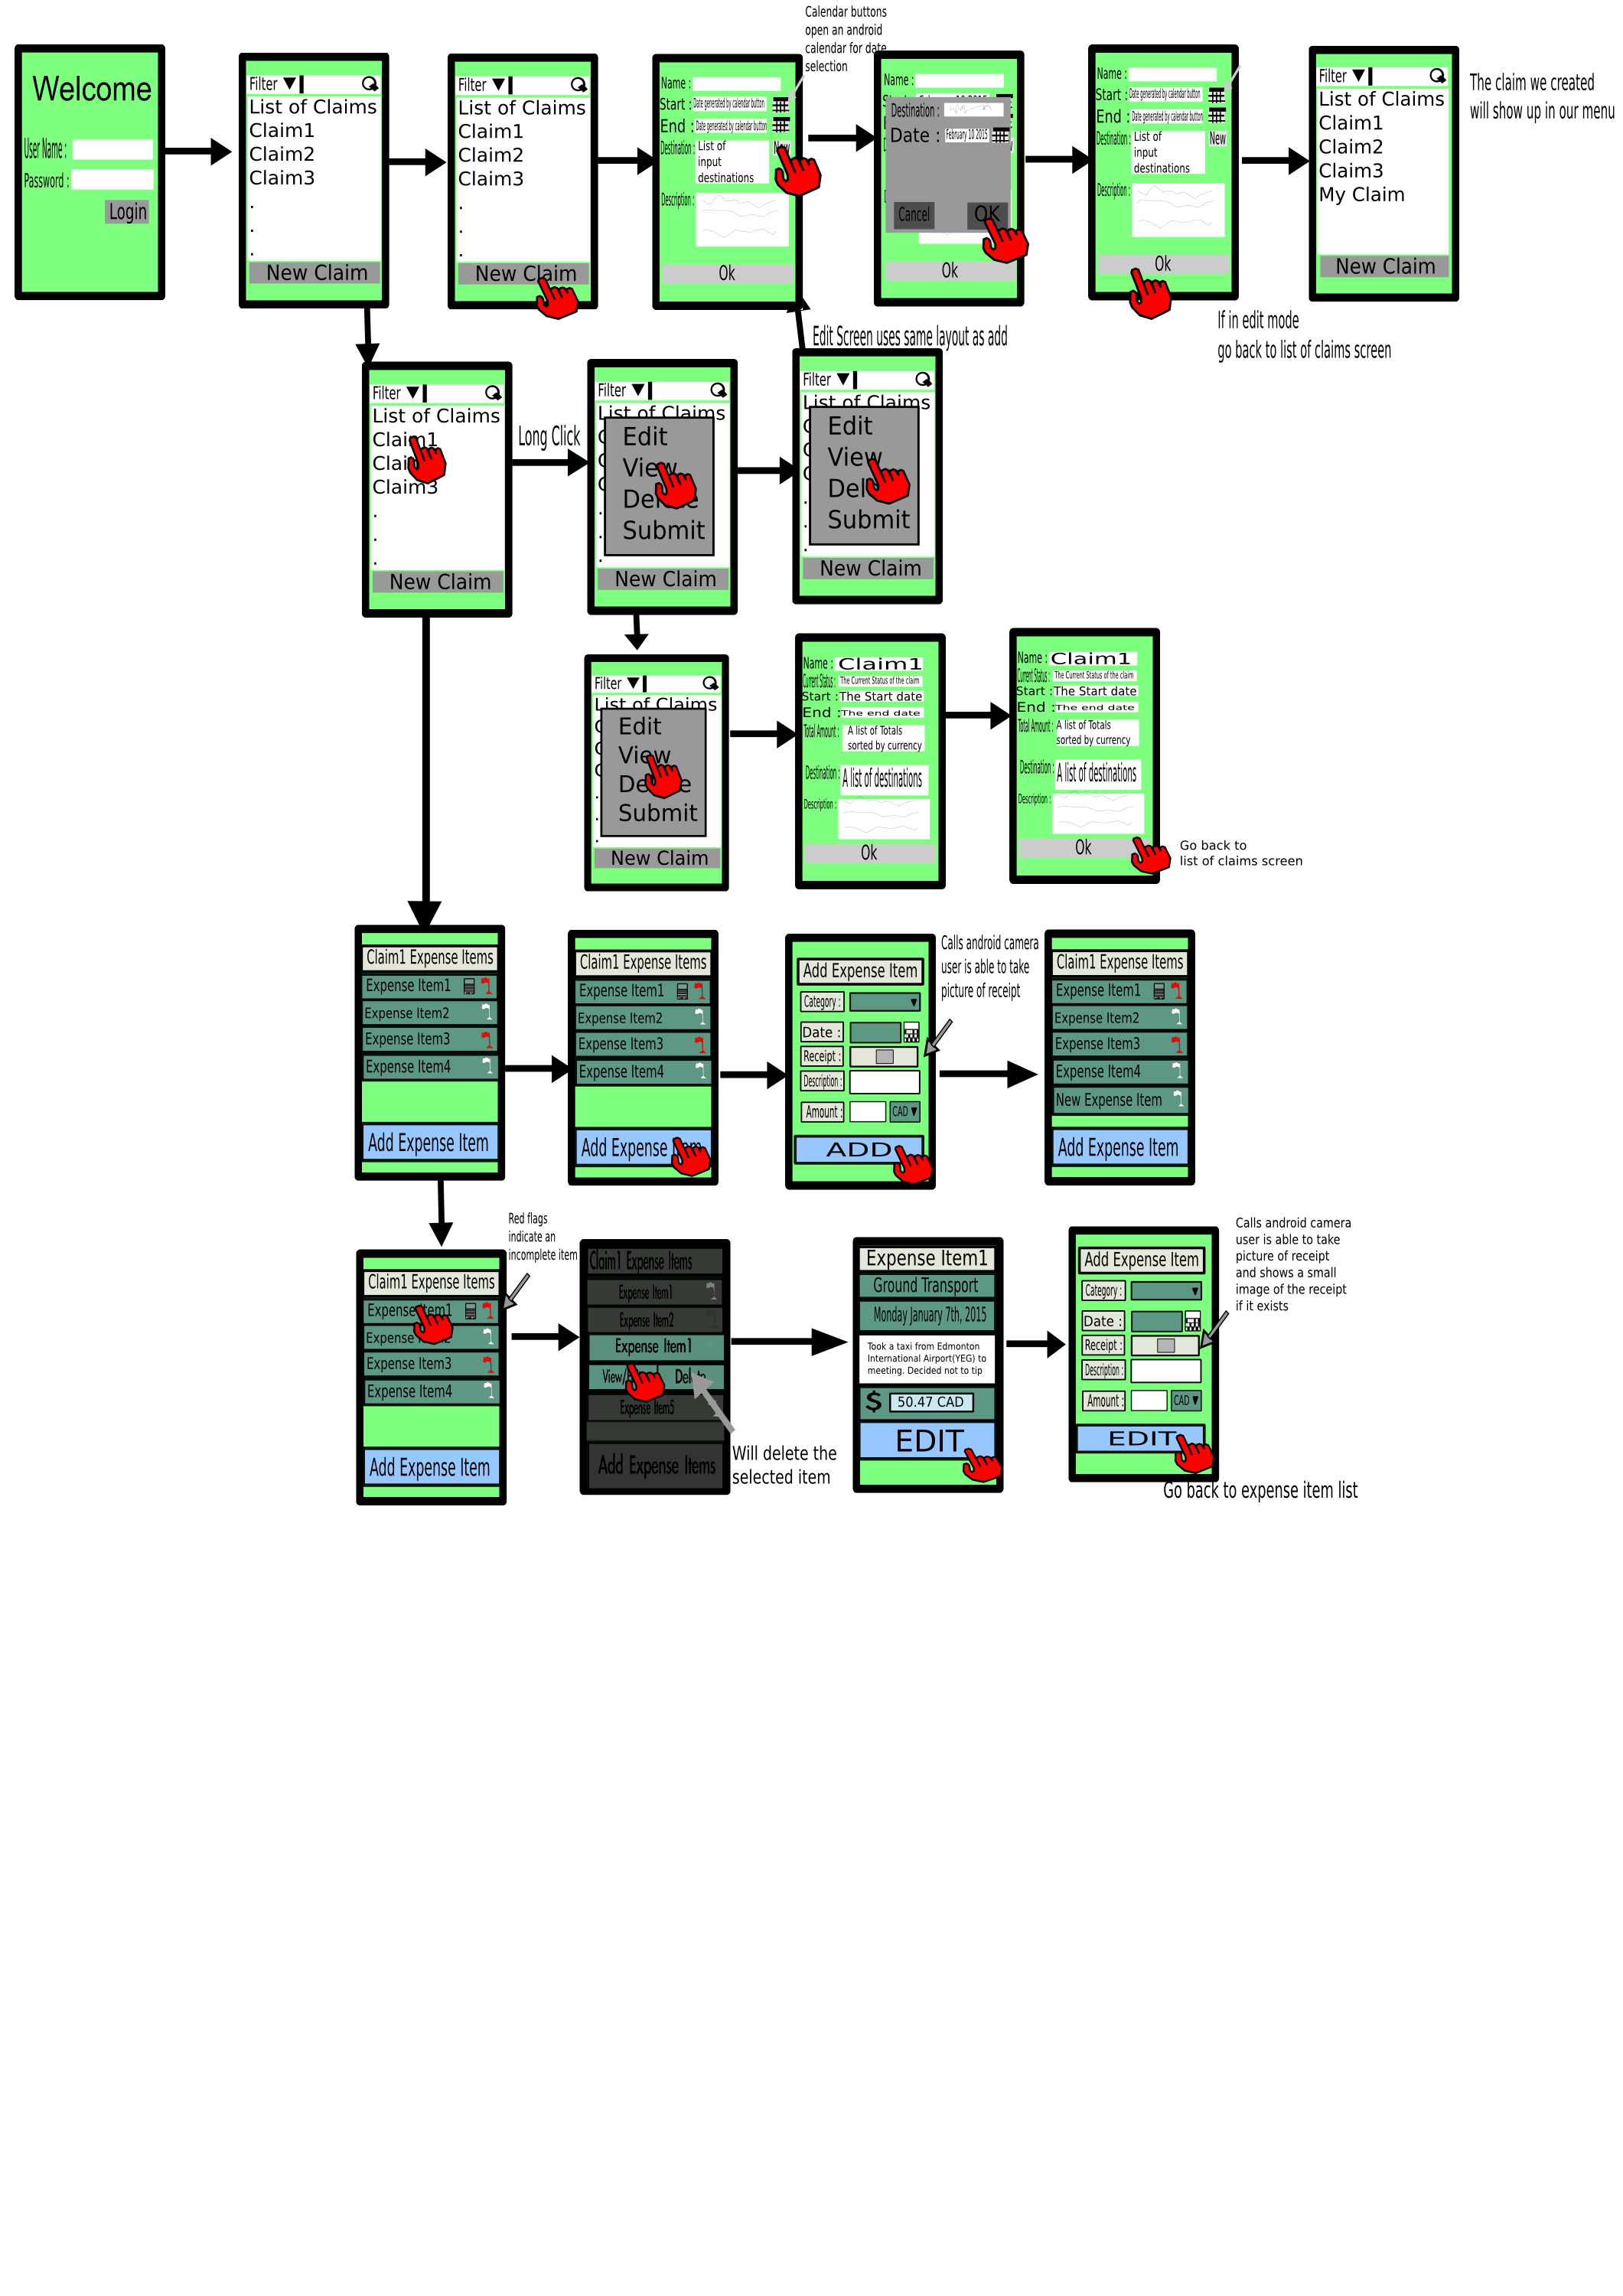 Calendar buttons
open an android
calendar for date
selection
Welcome
User Name :
Password :
Login
Filter
List of Claims
Claim1
Claim2
Claim3
.
.
.
New Claim
Filter
List of Claims
Claim1
Claim2
Claim3
.
.
.
New Claim
Name :
Start : Date generated by calendar button
End : Date generated by calendar button
Destination : List of
input
destinations
New
Description :
Ok
Name :
Destination :
Date : February 10 2015
Cancel OK
Ok
Name :
Start : Date generated by calendar button
End : Date generated by calendar button
Destination : List of
input
destinations
New
Description :
Ok
If in edit mode
go back to list of claims screen
Filter
List of Claims
Claim1
Claim2
Claim3
My Claim
New Claim
The claim we created
will show up in our menu
Filter
List of Claims
Claim1
Claim3
.
.
.
New Claim
Long Click
Filter
List of Claims
Edit
View
Submit
New Claim
Edit Screen uses same layout as add
Filter
List of Claims
Edit
View
Submit
New Claim
Filter
List of Claims
Edit
View
Submit
New Claim
Name : Claim1
Current Status : The Current Status of the claim
Start : The Start date
End : The end date
Total Amount : A list of Totals
sorted by currency
Destination : A list of destinations
Description :
Ok
Name : Claim1
Current Status : The Current Status of the claim
Start : The Start date
End : The end date
Total Amount : A list of Totals
sorted by currency
Destination : A list of destinations
Description :
Ok
Go back to
list of claims screen
Claim1 Expense Items
Expense Item1
Expense Item2
Expense Item3
Expense Item4
Add Expense Item
Claim1 Expense Items
Expense Item1
Expense Item2
Expense Item3
Expense Item4
Add Expense
Add Expense Item
Category :
Date :
Receipt :
Description :
Amount : CAD
ADD
Calls android camera
user is able to take
picture of receipt
Claim1 Expense Items
Expense Item1
Expense Item2
Expense Item3
Expense Item4
New Expense Item
Add Expense Item
Red flags
indicate an
incomplete item
Claim1 Expense Items
Expense Item1
Expense
Expense Item3
Expense Item4
Add Expense Item
Claim1 Expense Items
Expense Item1
Expense Item2
Expense Item1
View/
Expense Item5
Add Expense Items
Will delete the
selected item
Expense Item1
Ground Transport
Monday January 7th, 2015
Took a taxi from Edmonton
International Airport(YEG) to
meeting. Decided not to tip
$ 50.47 CAD
EDIT
Add Expense Item
Category :
Date :
Receipt :
Description :
Amount : CAD
EDIT
Calls android camera
user is able to take
picture of receipt
and shows a small
image of the receipt
if it exists
Go back to expense item list